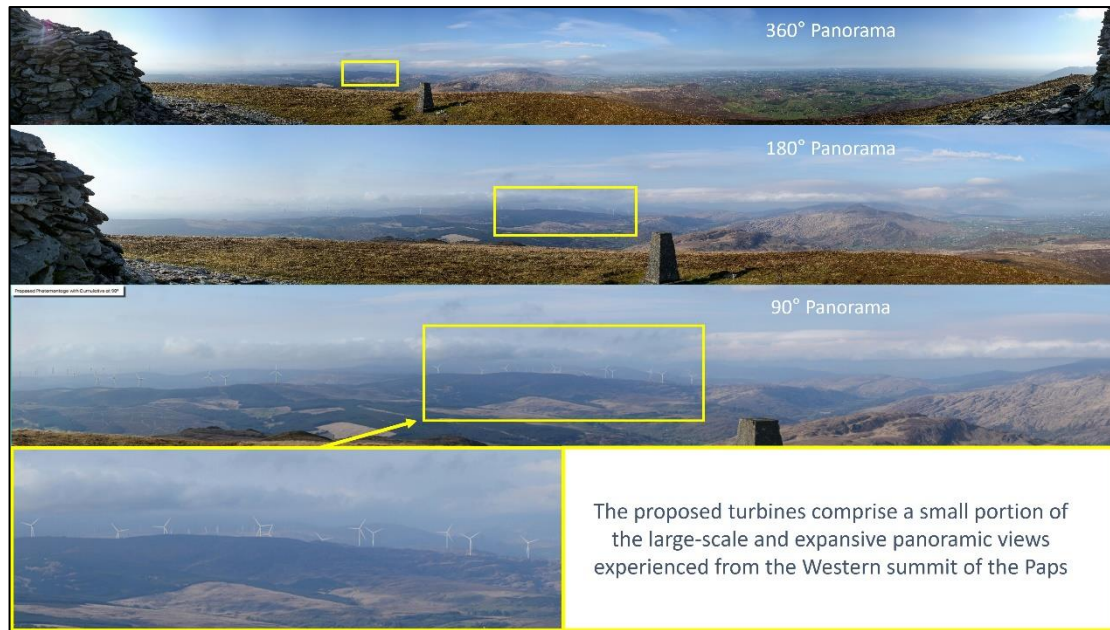 360° Panorama
180° Panorama
Proposed Photomontage with Cumulative at 90°
90° Panorama
The proposed turbines comprise a small portion of
the large-scale and expansive panoramic views
experienced from the Western summit of the Paps